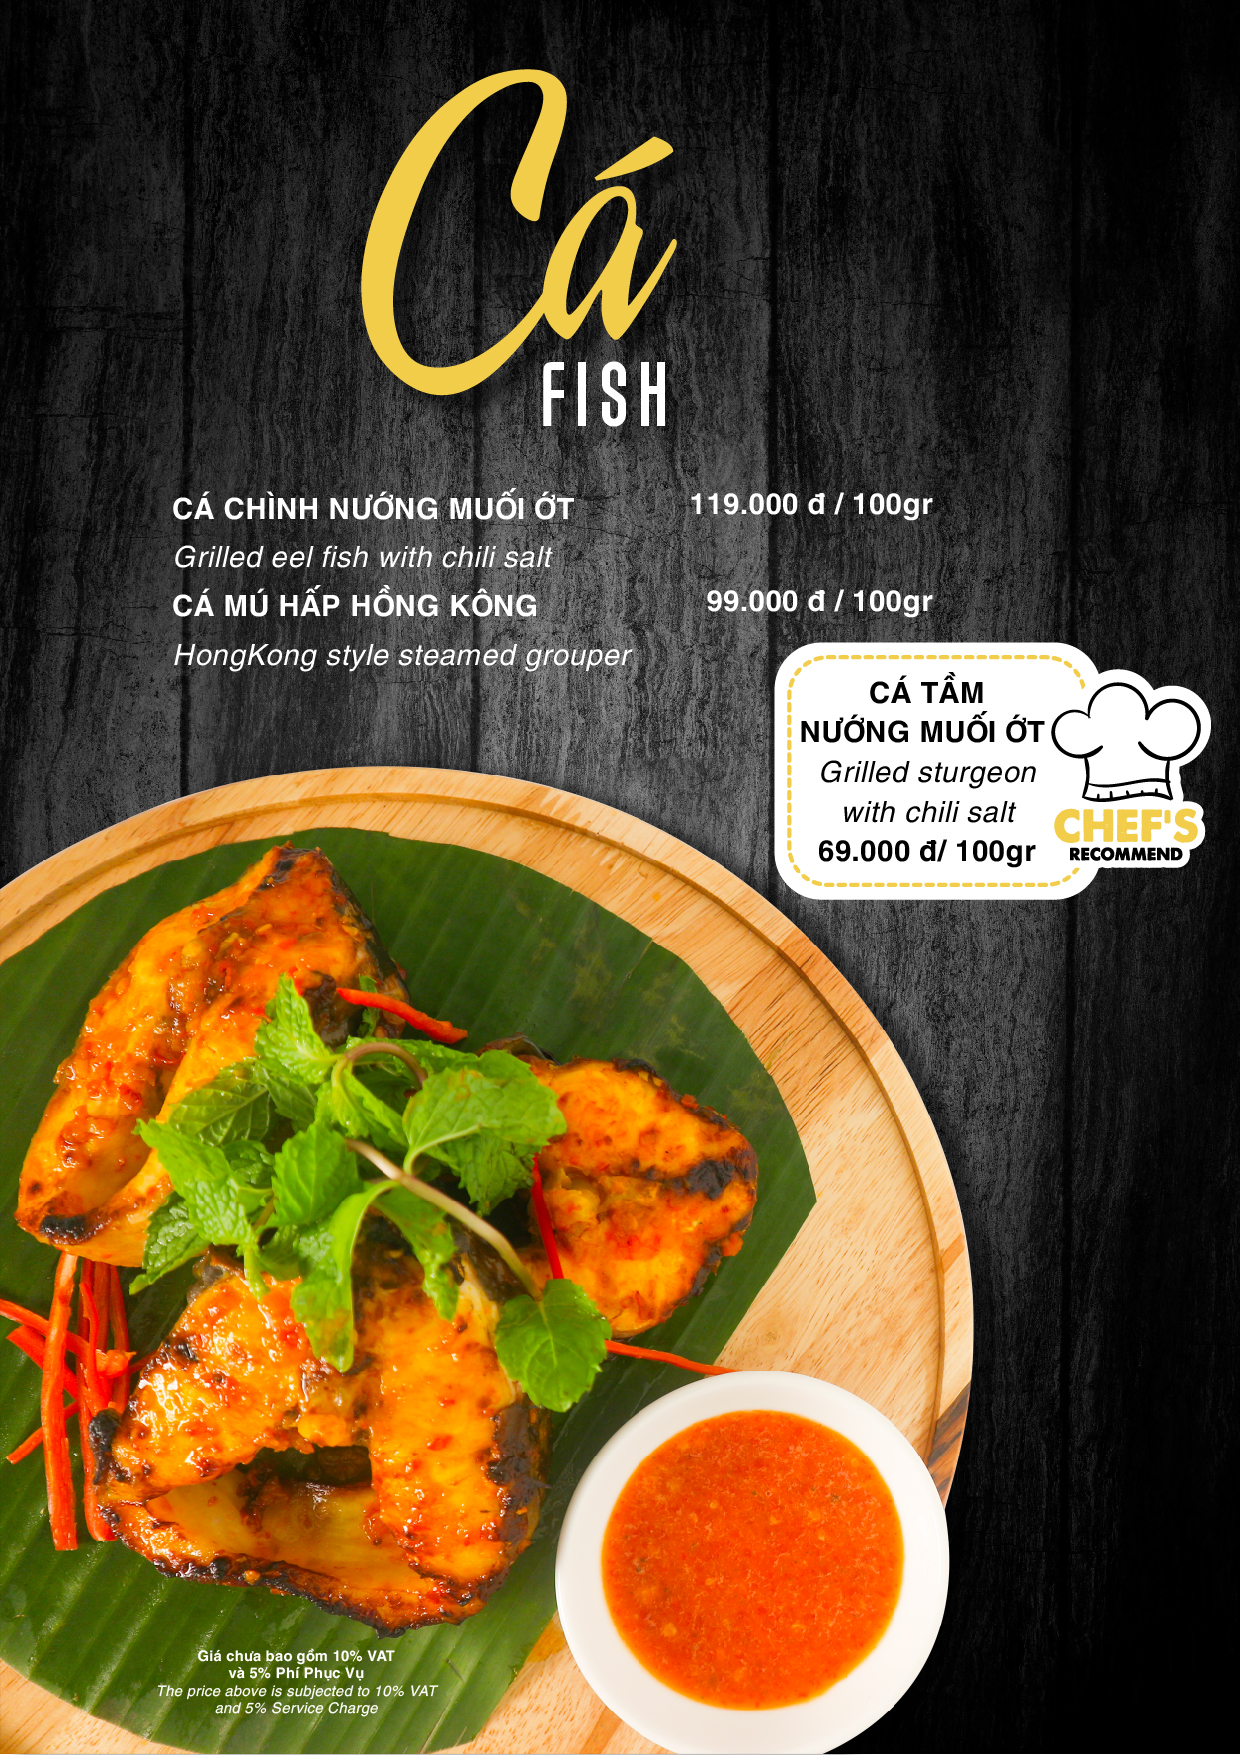 Cá
FISH
CÁ CHÌNH NƯỚNG MUỐI ỚT 119.000 đ / 100gr
Grilled eel fish with chili salt
CÁ MÚ HẤP HỒNG KÔNG 99.000 đ / 100gr
HongKong style steamed grouper
CÁ TẦM
NƯỚNG MUỐI ỚT
Grilled sturgeon
with chili salt
69.000 đ/ 100gr
CHEF'S
RECOMMEND
Giá chưa bao gồm 10% VAT
và 5% Phí Phục Vụ
The price above is subjected to 10% VAT
and 5% Service Charge